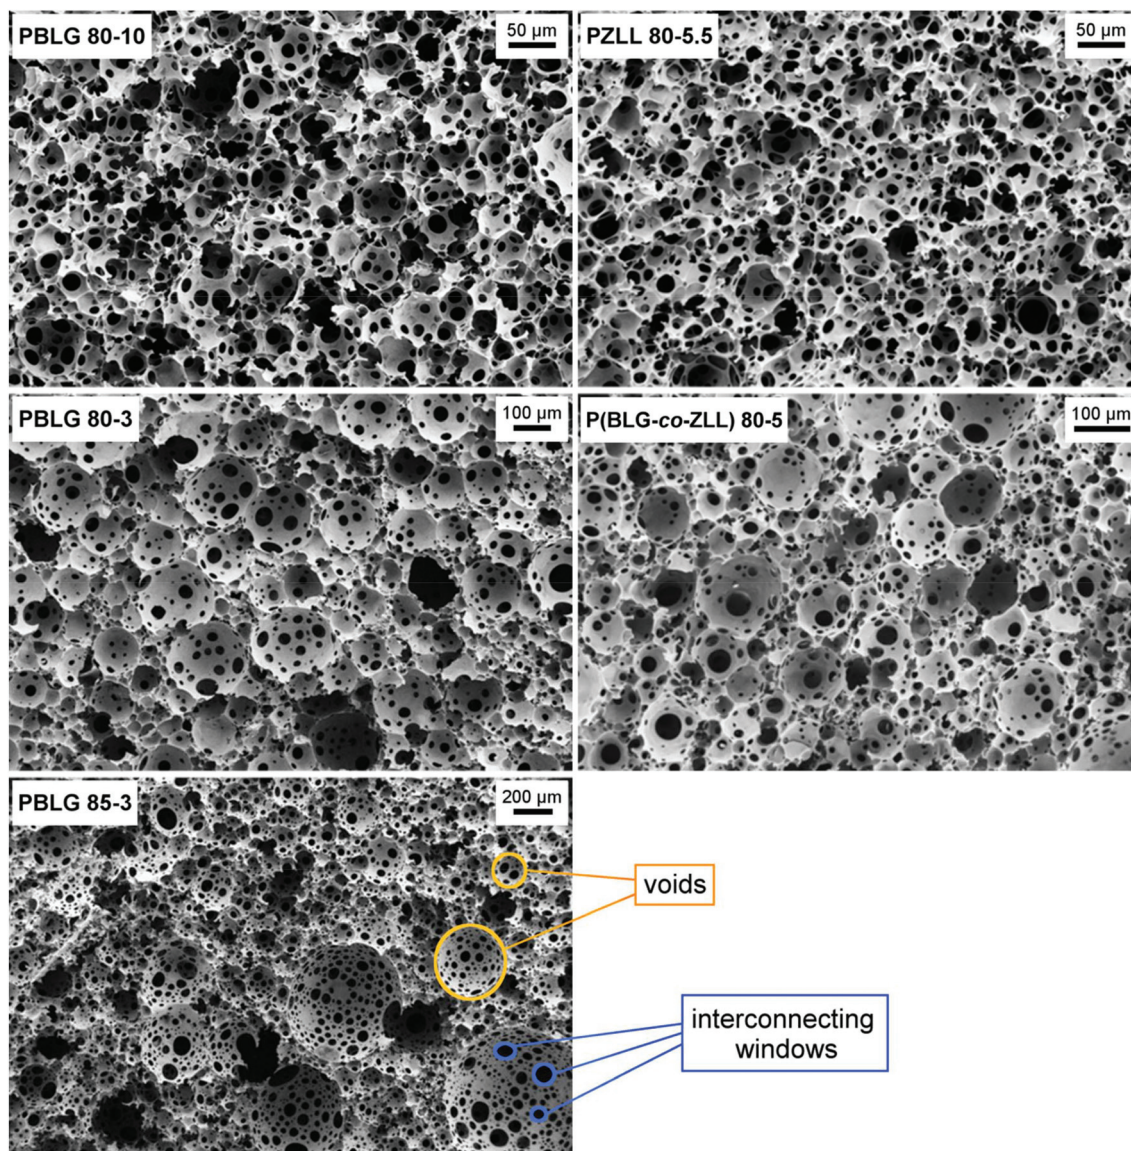 PBLG 80-10
50 µm
PZLL 80-5.5
50 µm
PBLG 80-3
100 µm
P(BLG-co-ZLL) 80-5
100 µm
PBLG 85-3
200 µm
voids
interconnecting
windows